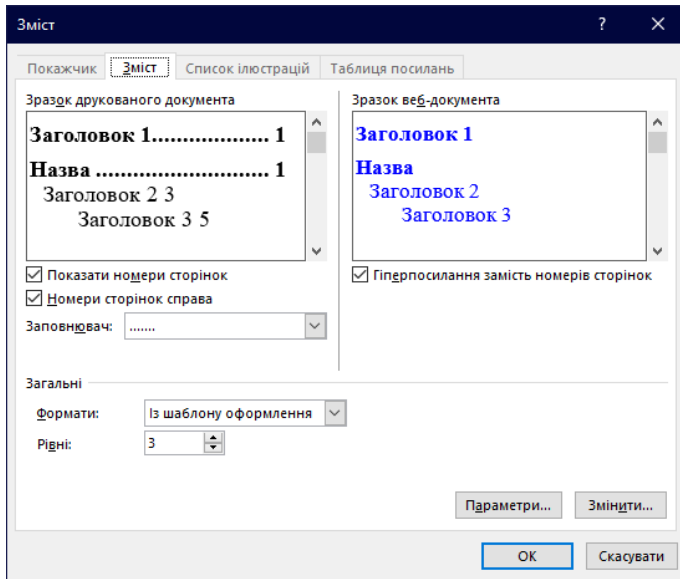 Зміст ? ×
Покажчик Зміст Список ілюстрацій Таблиця посилань
Зразок друкованого документа
Заголовок 1.................... 1
Назва ............................. 1
Заголовок 2 3
Заголовок 3 5
Показати номери сторінок
Номери сторінок справа
Заповнювач: .......
Зразок веб-документа
Заголовок 1
Назва
Заголовок 2
Заголовок 3
Гіперпосилання замість номерів сторінок
Загальні
Формати: Із шаблону оформлення
Рівні: 3
Параметри... Змінити...
ОК Скасувати